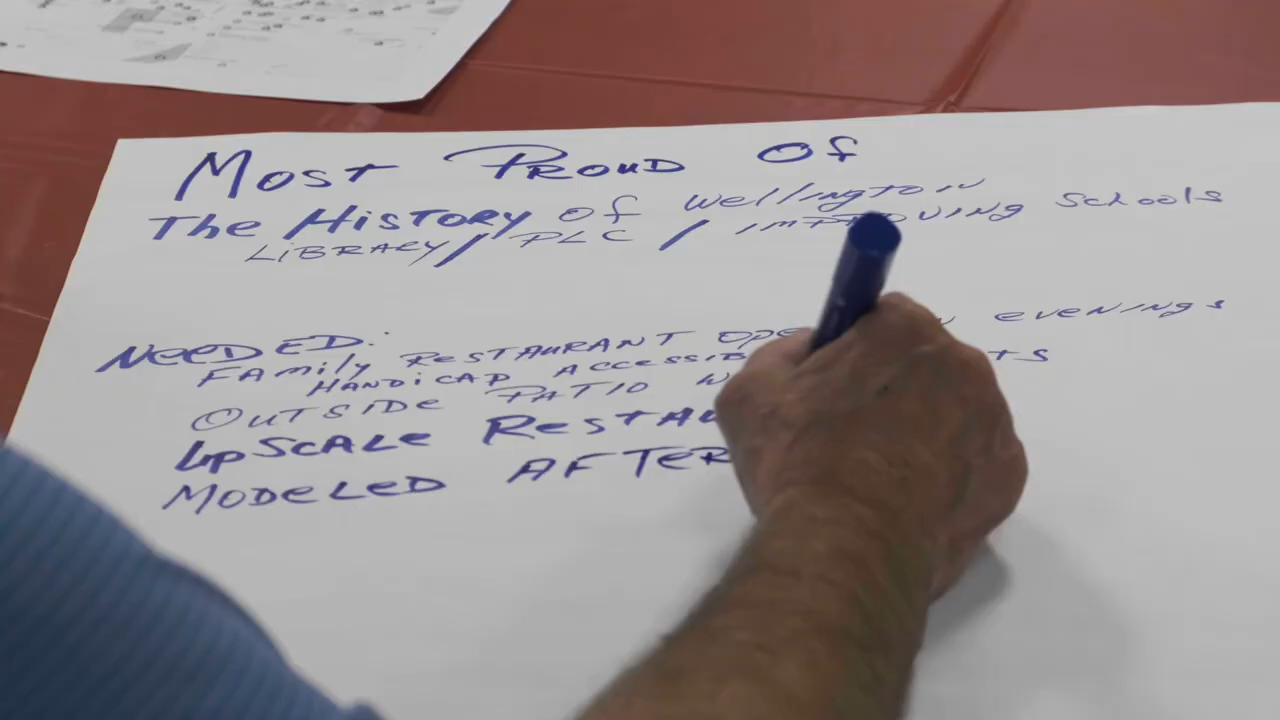 Most Proud Of
The History of Wellington
Library / PLC / Improving Schools
Needed:
Family Restaurant evenings
Handicap
Outside Patio
Upscale
Modeled After